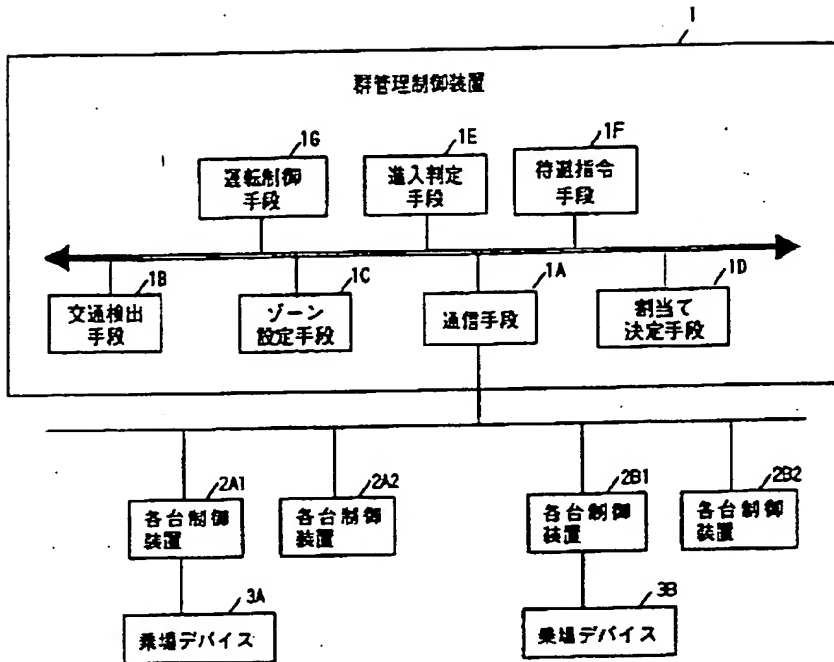 1
群管理制御装置
1G
1E
1F
運転制御
手段
進入判定
手段
待避指令
手段
1B
1C
1A
1D
交通検出
手段
ゾーン
設定手段
通信手段
割当て
決定手段
2A1
2A2
2B1
2B2
各台制御
装置
各台制御
装置
各台制御
装置
各台制御
装置
3A
3B
乗場デバイス
乗場デバイス